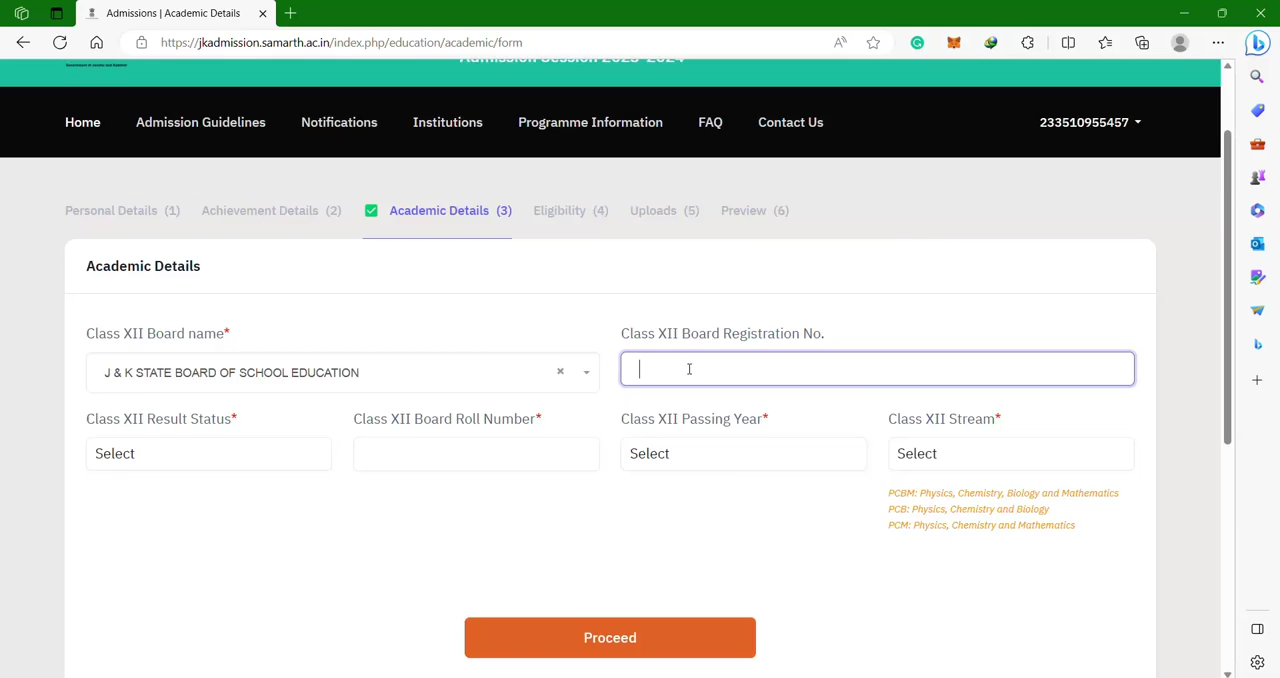 Admissions | Academic Details
https://jkadmission.samarth.ac.in/index.php/education/academic/form
Admission Session 2023-2024
Home Admission Guidelines Notifications Institutions Programme Information FAQ Contact Us 233510955457
Personal Details (1) Achievement Details (2) Academic Details (3) Eligibility (4) Uploads (5) Preview (6)
Academic Details
Class XII Board name* Class XII Board Registration No.
J & K STATE BOARD OF SCHOOL EDUCATION × 
Class XII Result Status* Class XII Board Roll Number* Class XII Passing Year* Class XII Stream*
Select Select Select
PCBM: Physics, Chemistry, Biology and Mathematics
PCB: Physics, Chemistry and Biology
PCM: Physics, Chemistry and Mathematics
Proceed